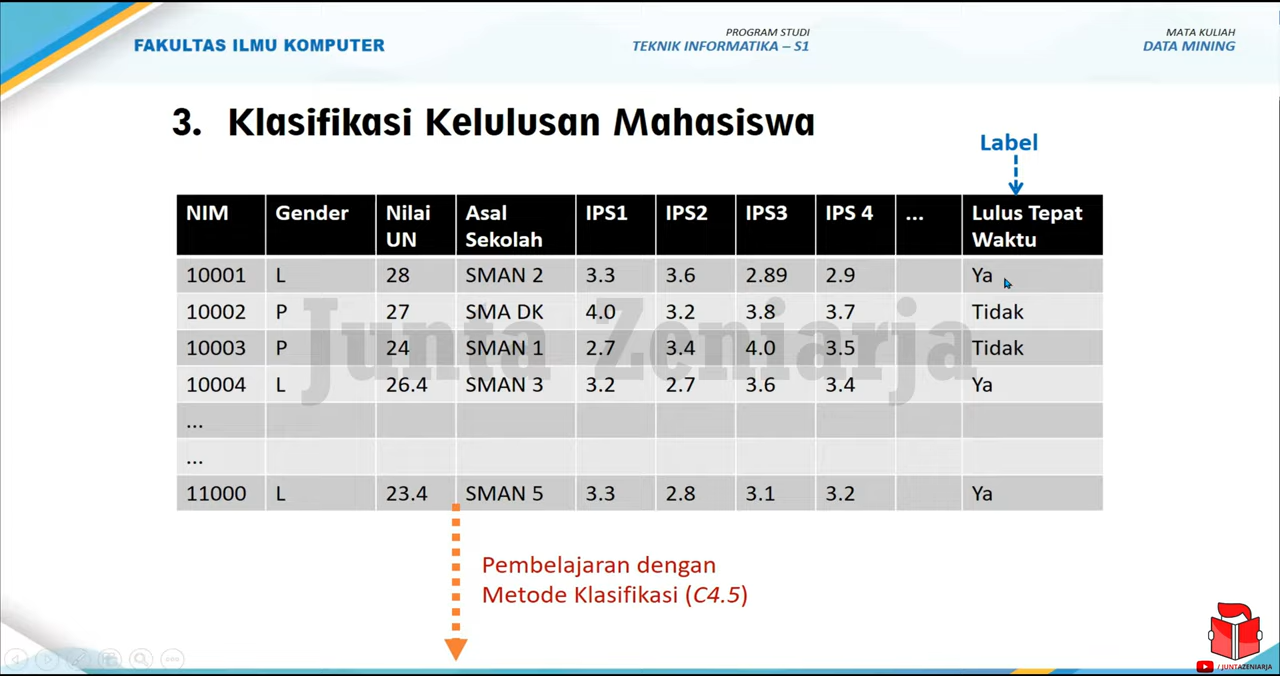 FAKULTAS ILMU KOMPUTER
PROGRAM STUDI
TEKNIK INFORMATIKA – S1
MATA KULIAH
DATA MINING
3. Klasifikasi Kelulusan Mahasiswa
Label
NIM Gender Nilai UN Asal Sekolah IPS1 IPS2 IPS3 IPS 4 ... Lulus Tepat Waktu
10001 L 28 SMAN 2 3.3 3.6 2.89 2.9 Ya
10002 P 27 SMA DK 4.0 3.2 3.8 3.7 Tidak
10003 P 24 SMAN 1 2.7 3.4 4.0 3.5 Tidak
10004 L 26.4 SMAN 3 3.2 2.7 3.6 3.4 Ya
...
...
11000 L 23.4 SMAN 5 3.3 2.8 3.1 3.2 Ya
Junta Zeniarja
Pembelajaran dengan
Metode Klasifikasi (C4.5)
/ JUNTAZENIARJA